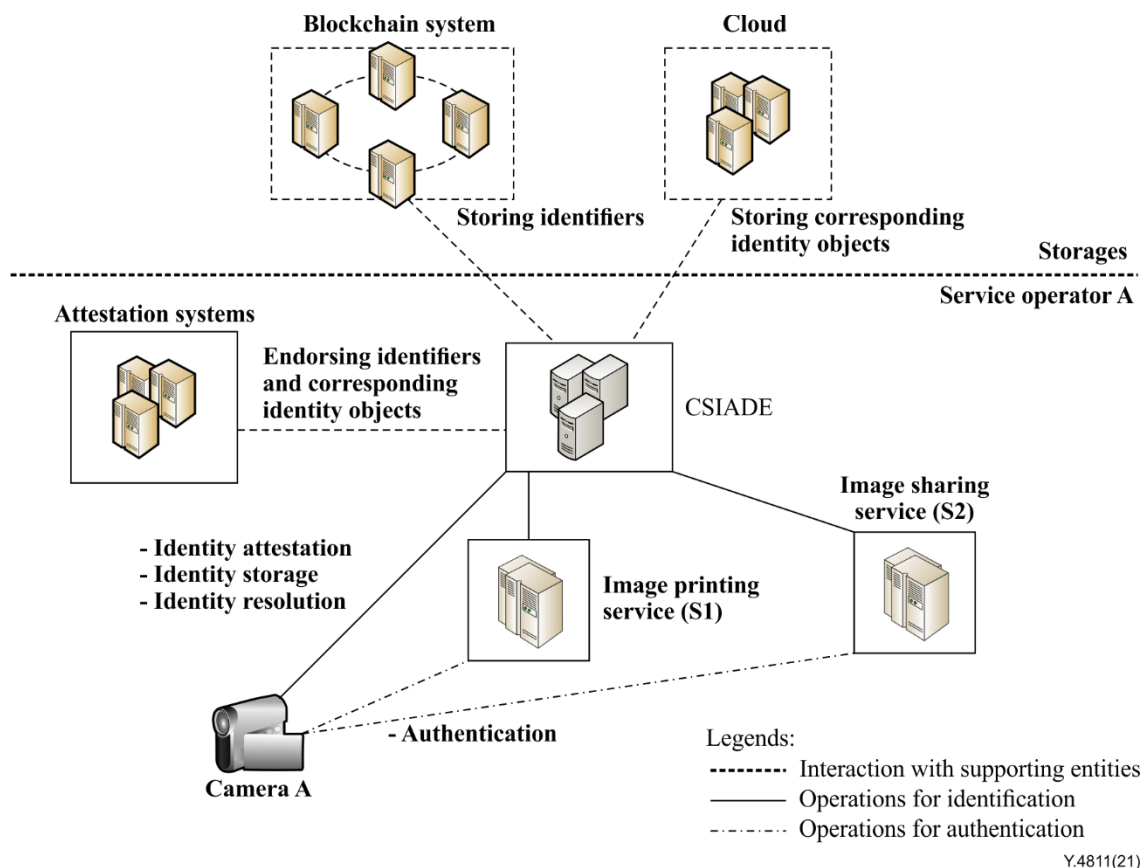 Blockchain system
Cloud
Storing identifiers
Storing corresponding
identity objects
Storages
Service operator A
Attestation systems
Endorsing identifiers
and corresponding
identity objects
CSIADE
Image sharing
service (S2)
- Identity attestation
- Identity storage
- Identity resolution
Image printing
service (S1)
- Authentication
Camera A
Legends:
Interaction with supporting entities
Operations for identification
Operations for authentication
Y.4811(21)